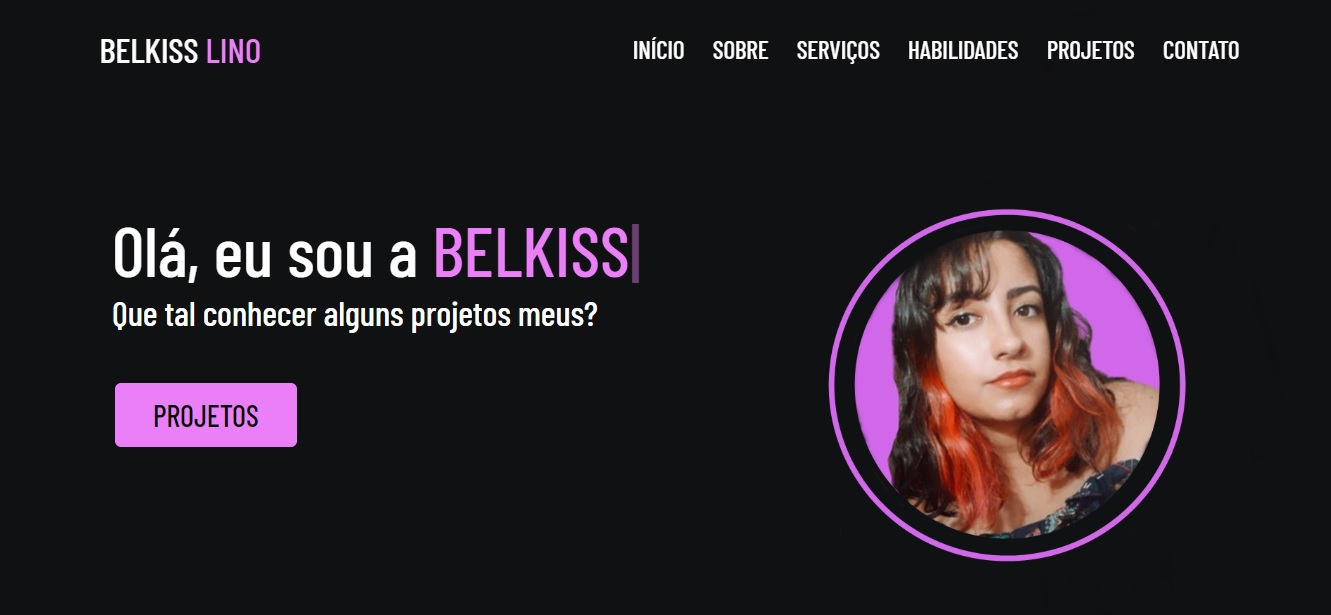 BELKISS LINO
INÍCIO SOBRE SERVIÇOS HABILIDADES PROJETOS CONTATO
Olá, eu sou a BELKISS|
Que tal conhecer alguns projetos meus?
PROJETOS